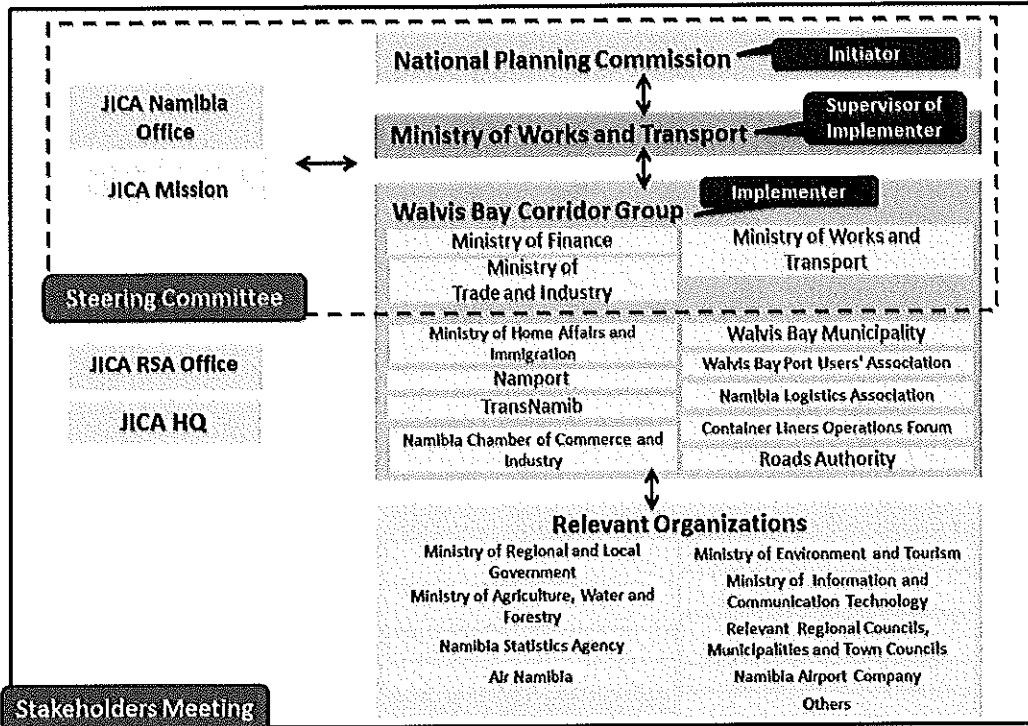 National Planning Commission
Initiator
JICA Namibia
Office
JICA Mission
Ministry of Works and Transport
Supervisor of
Implementer
Walvis Bay Corridor Group
Implementer
Ministry of Finance
Ministry of
Trade and Industry
Ministry of Works and
Transport
Steering Committee
JICA RSA Office
JICA HQ
Ministry of Home Affairs and
Immigration
Namport
TransNamib
Namibia Chamber of Commerce and
Industry
Walvis Bay Municipality
Walvis Bay Port Users' Association
Namibia Logistics Association
Container Liners Operations Forum
Roads Authority
Relevant Organizations
Ministry of Regional and Local
Government
Ministry of Agriculture, Water and
Forestry
Namibia Statistics Agency
Air Namibia
Ministry of Environment and Tourism
Ministry of Information and
Communication Technology
Relevant Regional Councils,
Municipalities and Town Councils
Namibia Airport Company
Others
Stakeholders Meeting